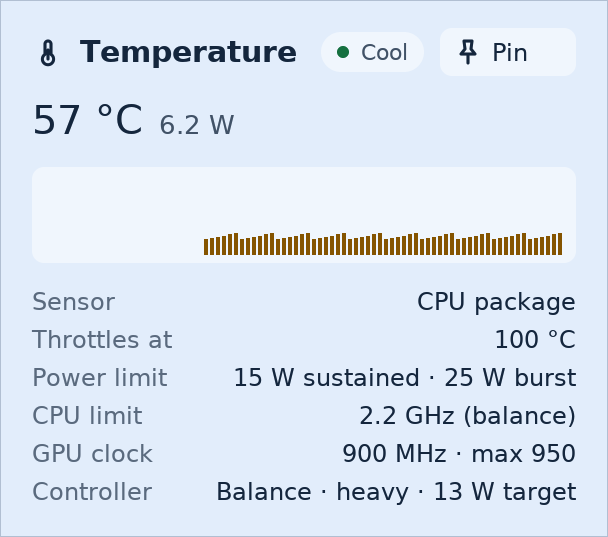 Temperature Cool Pin
57 °C 6.2 W
Sensor CPU package
Throttles at 100 °C
Power limit 15 W sustained · 25 W burst
CPU limit 2.2 GHz (balance)
GPU clock 900 MHz · max 950
Controller Balance · heavy · 13 W target